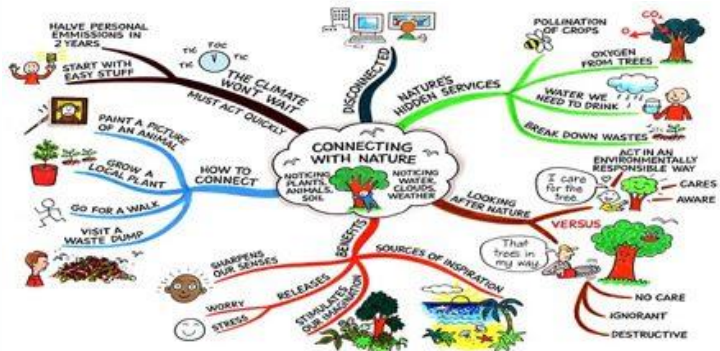 HALVE PERSONAL
EMMISSIONS IN
2 YEARS
START WITH
EASY STUFF
TIC
TIC
TOC
TIC
THE CLIMATE
WON'T WAIT
MUST ACT QUICKLY
DISCONNECTED
NATURE'S
HIDDEN SERVICES
POLLINATION
OF CROPS
CO₂
O
OXYGEN
FROM TREES
WATER WE
NEED TO DRINK
BREAK DOWN WASTES
PAINT A PICTURE
OF AN ANIMAL
GROW A
LOCAL PLANT
GO FOR A WALK
VISIT A
WASTE DUMP
HOW TO
CONNECT
CONNECTING
WITH NATURE
NOTICING
PLANTS,
ANIMALS,
SOIL
NOTICING
WATER,
CLOUDS,
WEATHER
LOOKING
AFTER NATURE
ACT IN AN
ENVIRONMENTALLY
RESPONSIBLE WAY
I care
for the
tree
CARES
AWARE
VERSUS
That
trees in
my way
NO CARE
IGNORANT
DESTRUCTIVE
BENEFITS
SHARPENS
OUR SENSES
WORRY
STRESS
RELEASES
STIMULATES
OUR IMAGINATION
SOURCES OF INSPIRATION